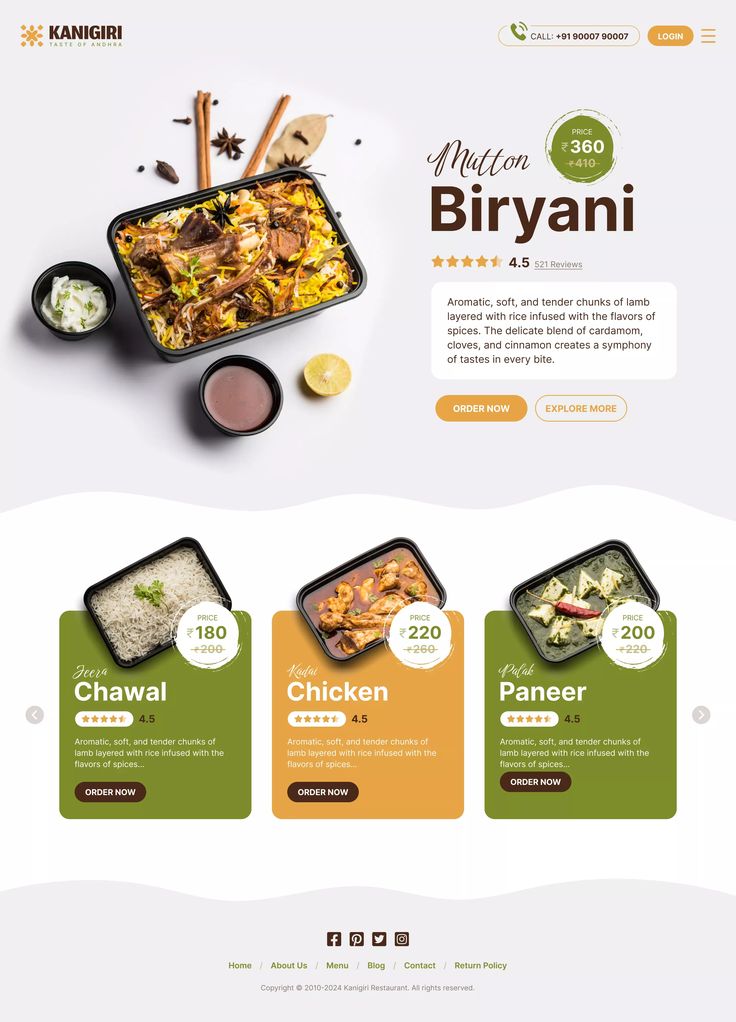 KANIGIRI
TASTE OF ANDHRA
CALL: +91 90007 90007
LOGIN
PRICE
₹360
₹410
Mutton
Biryani
4.5 521 Reviews
Aromatic, soft, and tender chunks of lamb
layered with rice infused with the flavors of
spices. The delicate blend of cardamom,
cloves, and cinnamon creates a symphony
of tastes in every bite.
ORDER NOW
EXPLORE MORE
PRICE
₹180
₹200
Jeera
Chawal
4.5
Aromatic, soft, and tender chunks of
lamb layered with rice infused with the
flavors of spices...
ORDER NOW
PRICE
₹220
₹260
Kadai
Chicken
4.5
Aromatic, soft, and tender chunks of
lamb layered with rice infused with the
flavors of spices...
ORDER NOW
PRICE
₹200
₹220
Palak
Paneer
4.5
Aromatic, soft, and tender chunks of
lamb layered with rice infused with the
flavors of spices...
ORDER NOW
Home / About Us / Menu / Blog / Contact / Return Policy
Copyright © 2010-2024 Kanigiri Restaurant. All rights reserved.